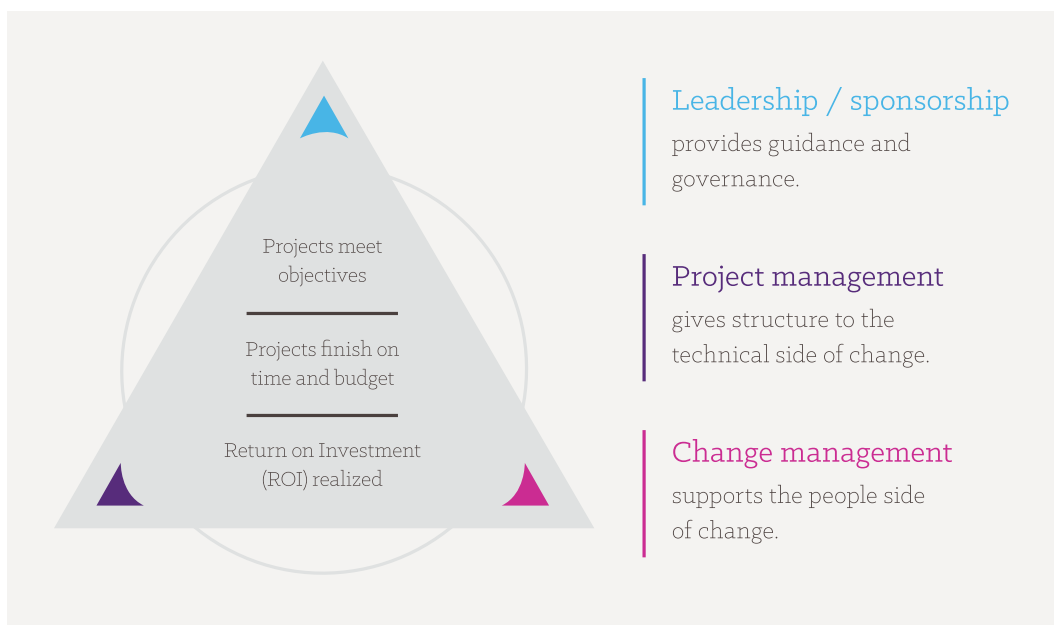 Projects meet
objectives
Projects finish on
time and budget
Return on Investment
(ROI) realized
Leadership / sponsorship
provides guidance and
governance.
Project management
gives structure to the
technical side of change.
Change management
supports the people side
of change.